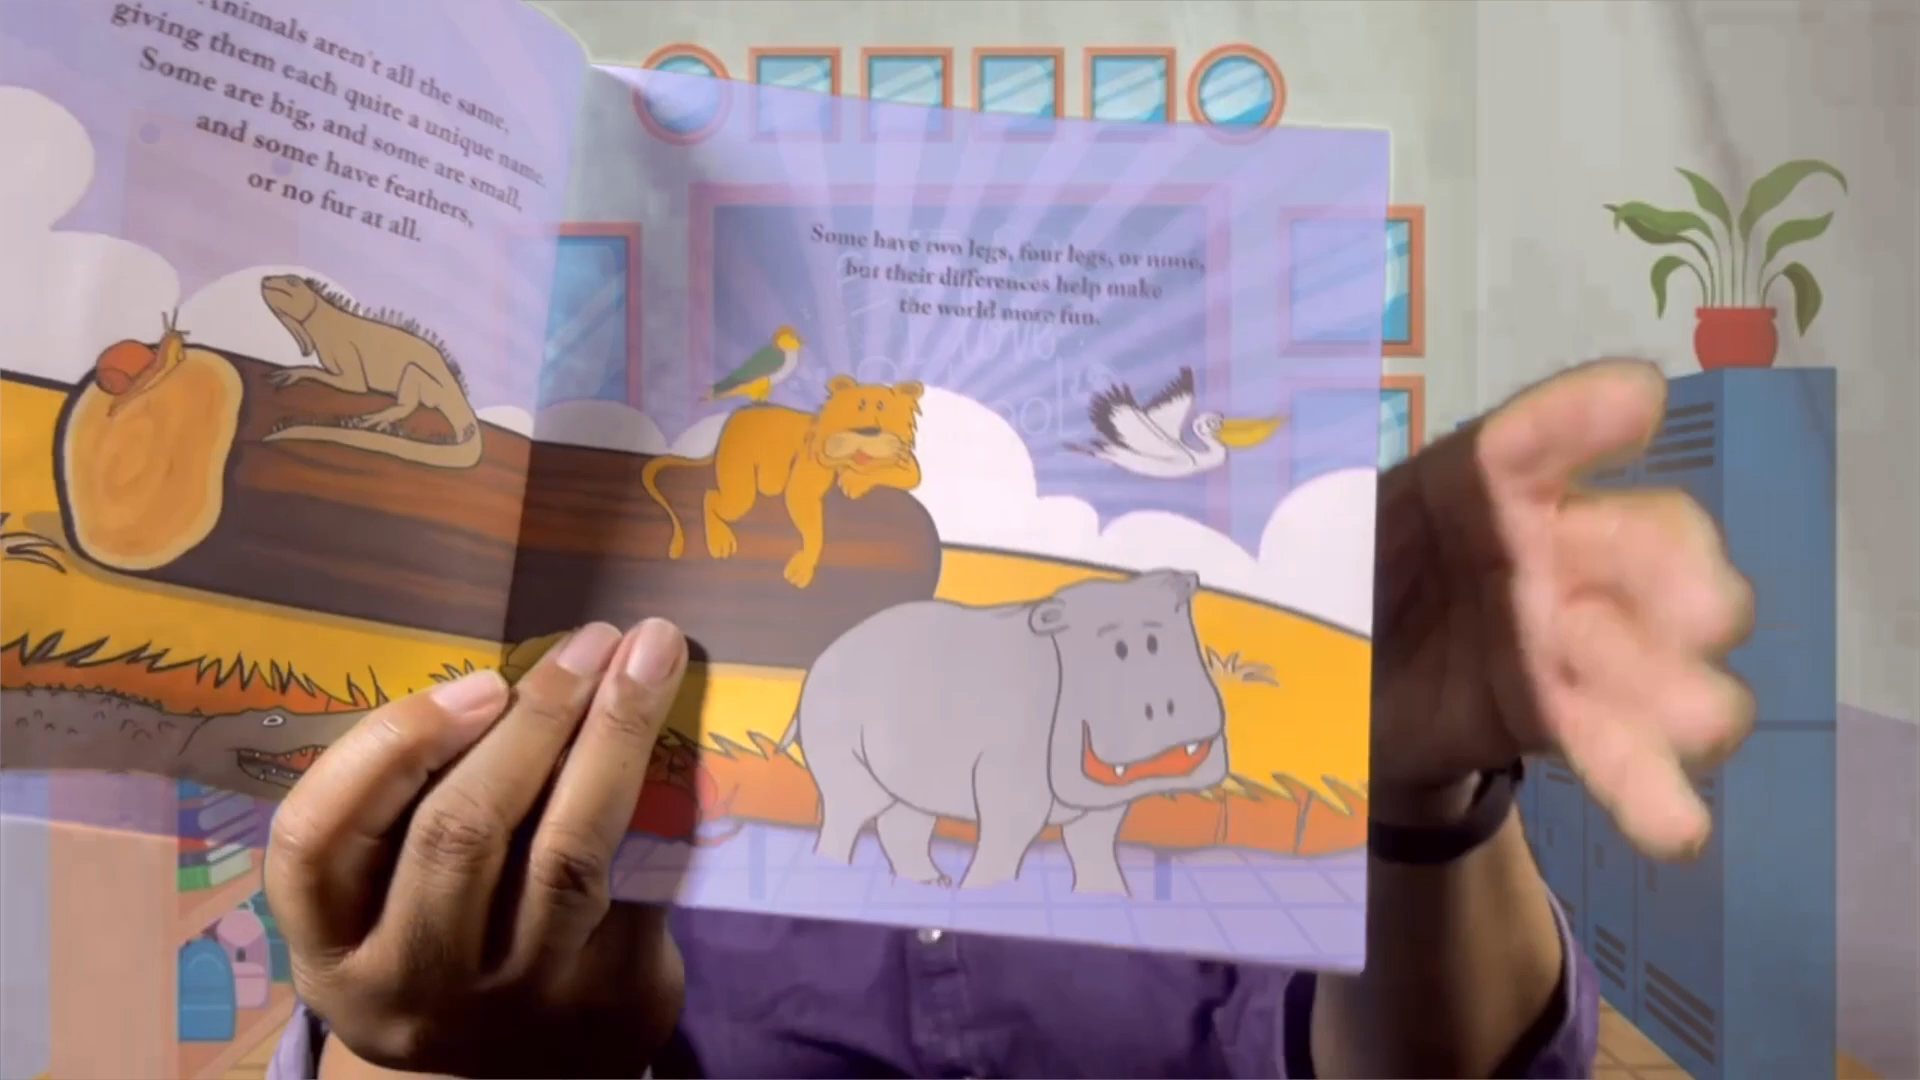 Animals aren't all the same,
giving them each quite a unique name.
Some are big, and some are small,
and some have feathers,
or no fur at all.
Some have two legs, four legs, or none,
but their differences help make
the world more fun.